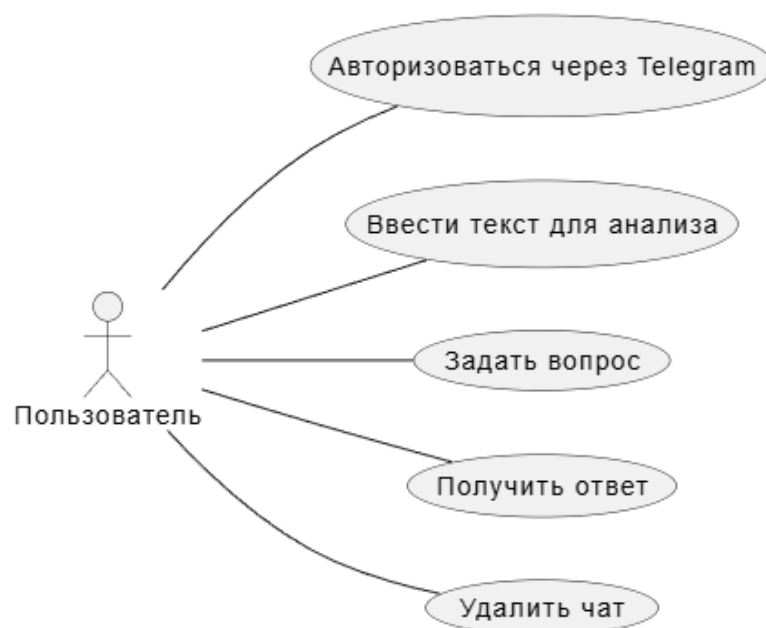 Авторизоваться через Telegram
Ввести текст для анализа
Задать вопрос
Пользователь
Получить ответ
Удалить чат